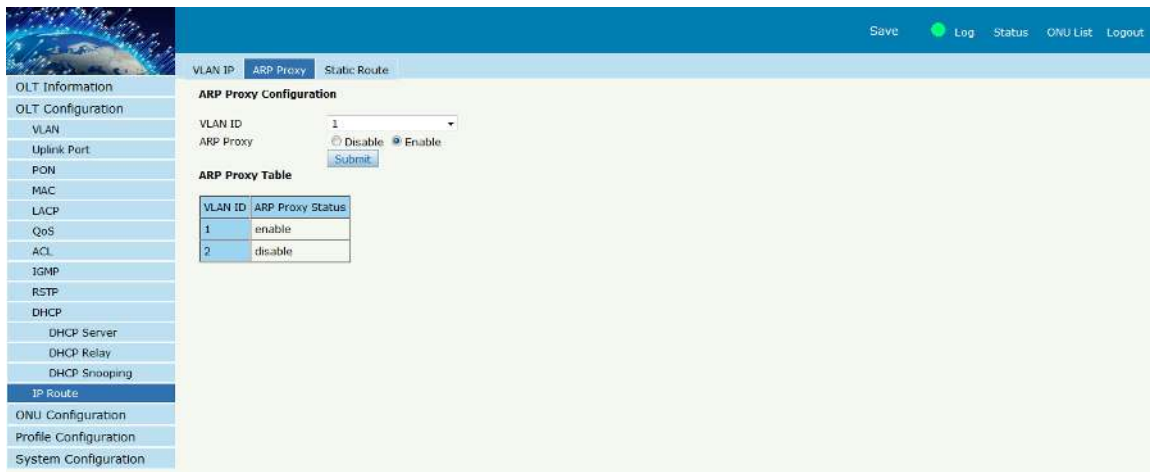 Save Log Status ONU List Logout
VLAN IP ARP Proxy Static Route
OLT Information
OLT Configuration
VLAN
Uplink Port
PON
MAC
LACP
QoS
ACL
IGMP
RSTP
DHCP
DHCP Server
DHCP Relay
DHCP Snooping
IP Route
ONU Configuration
Profile Configuration
System Configuration
ARP Proxy Configuration
VLAN ID 1
ARP Proxy Disable Enable
Submit
ARP Proxy Table
VLAN ID ARP Proxy Status
1 enable
2 disable